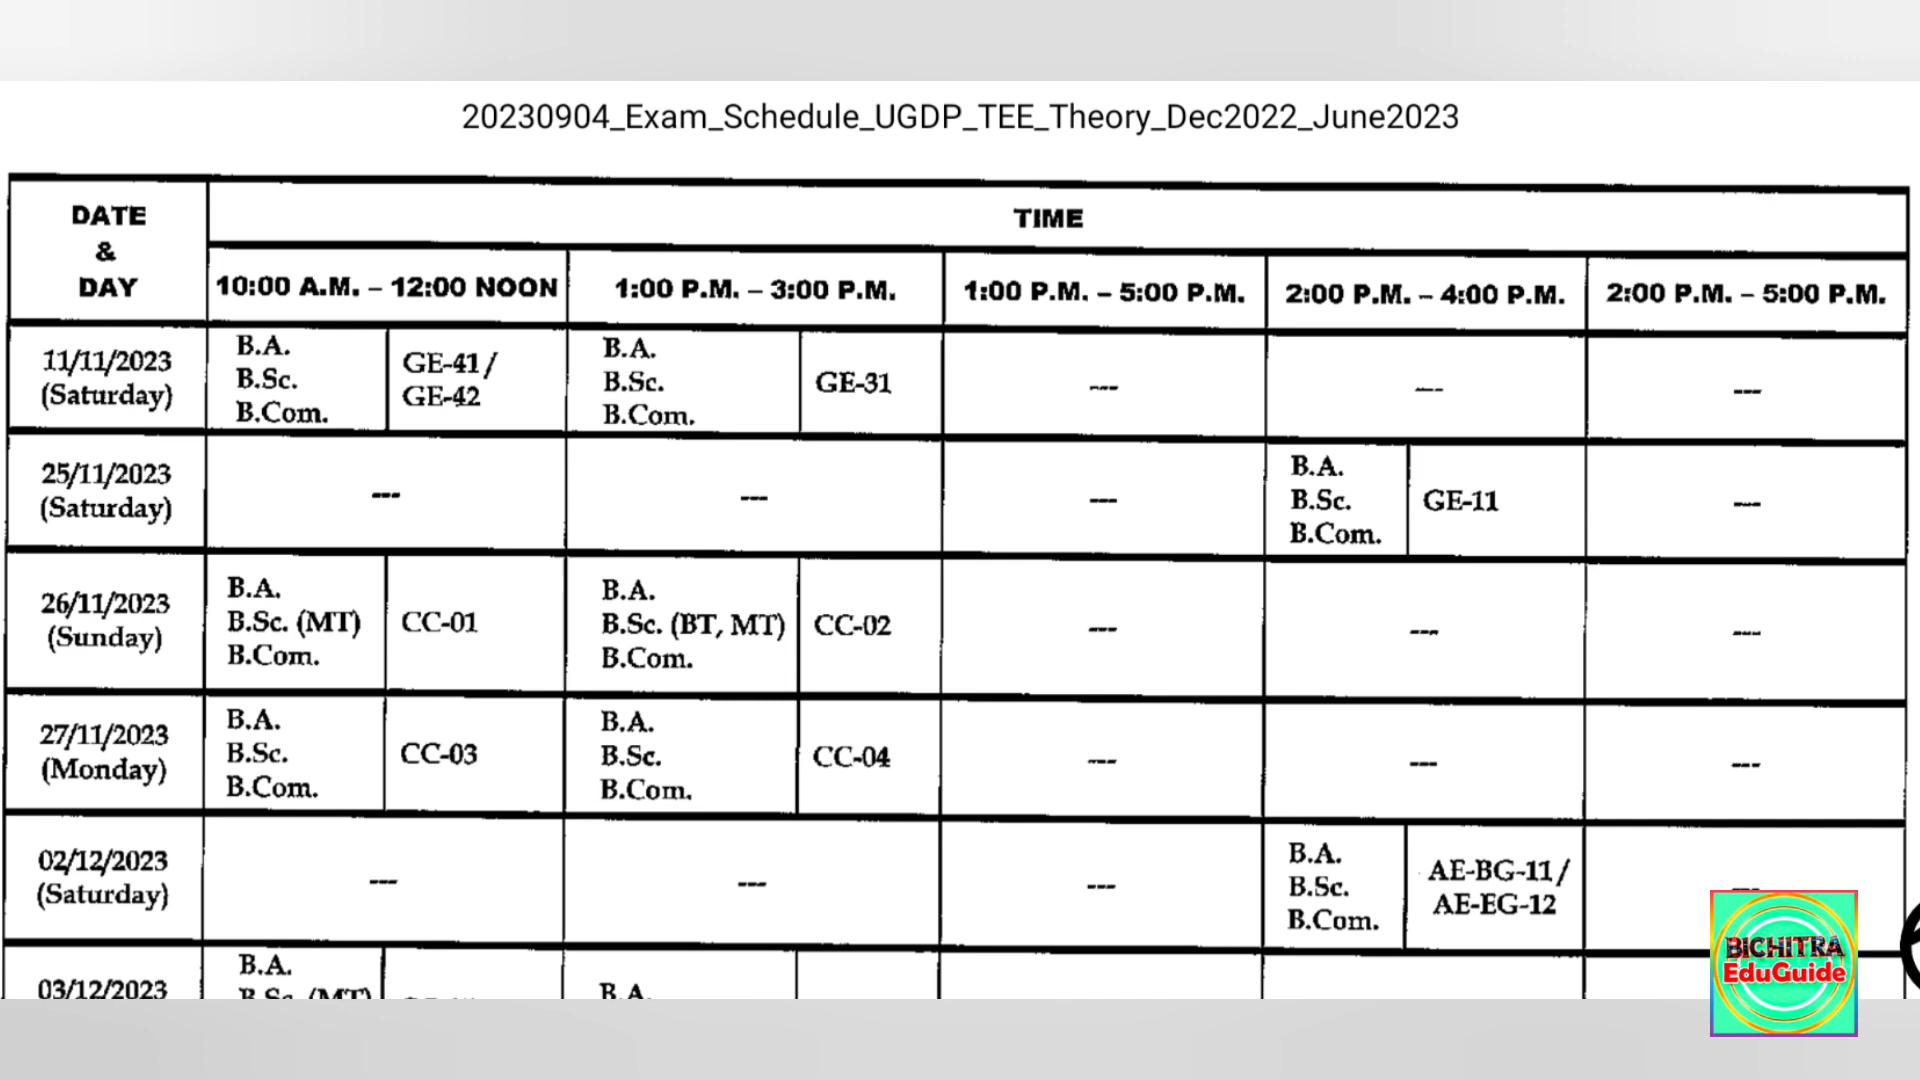 20230904_Exam_Schedule_UGDP_TEE_Theory_Dec2022_June2023
DATE
&
DAY
TIME
10:00 A.M. – 12:00 NOON
1:00 P.M. – 3:00 P.M.
1:00 P.M. – 5:00 P.M.
2:00 P.M. – 4:00 P.M.
2:00 P.M. – 5:00 P.M.
11/11/2023
(Saturday)
B.A.
B.Sc.
B.Com.
GE-41/
GE-42
B.A.
B.Sc.
B.Com.
GE-31
---
---
---
25/11/2023
(Saturday)
---
---
---
B.A.
B.Sc.
B.Com.
GE-11
---
26/11/2023
(Sunday)
B.A.
B.Sc. (MT)
B.Com.
CC-01
B.A.
B.Sc. (BT, MT)
B.Com.
CC-02
---
---
---
27/11/2023
(Monday)
B.A.
B.Sc.
B.Com.
CC-03
B.A.
B.Sc.
B.Com.
CC-04
---
---
---
02/12/2023
(Saturday)
---
---
---
B.A.
B.Sc.
B.Com.
AE-BG-11/
AE-EG-12
---
03/12/2023
B.A.
B.Sc. (MT)
B.A.
BICHITRA
EduGuide